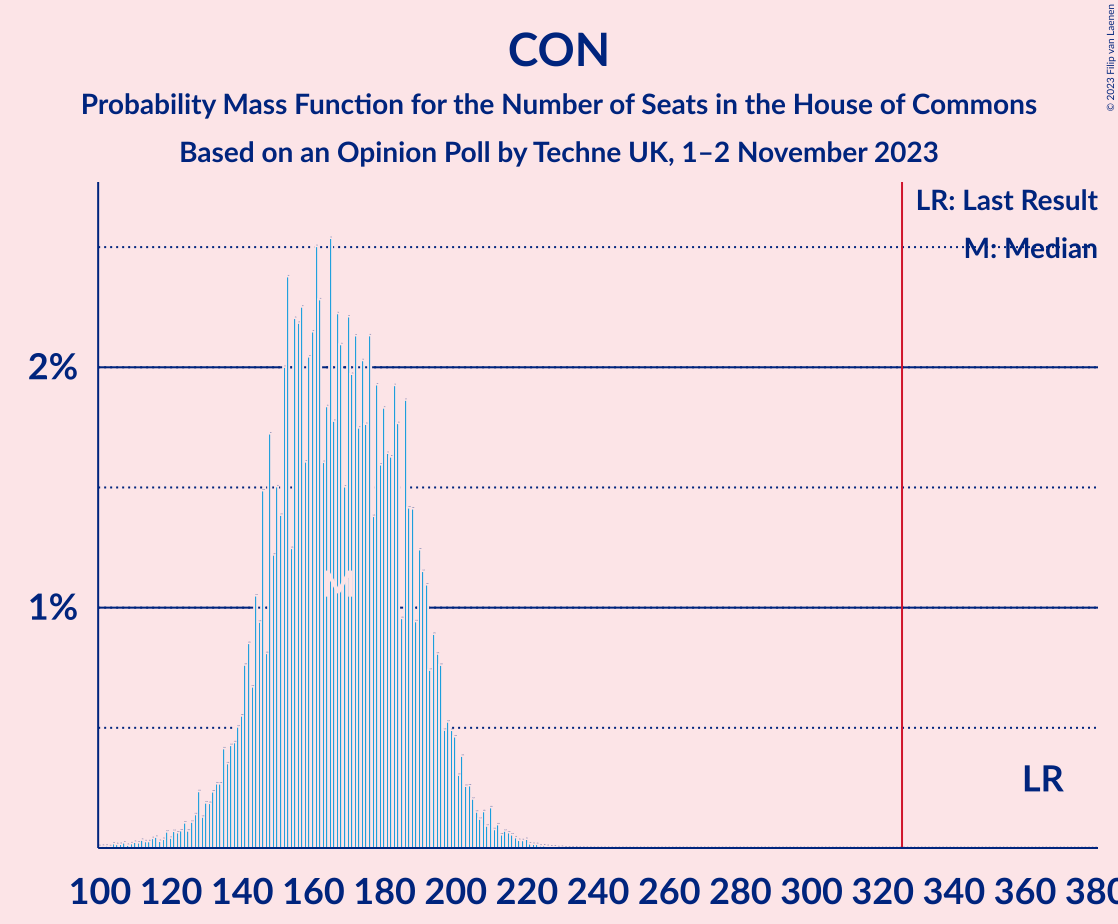 CON
Probability Mass Function for the Number of Seats in the House of Commons
Based on an Opinion Poll by Techne UK, 1–2 November 2023
© 2023 Filip van Laenen
LR: Last Result
M: Median
2%
1%
M
LR
100 120 140 160 180 200 220 240 260 280 300 320 340 360 380